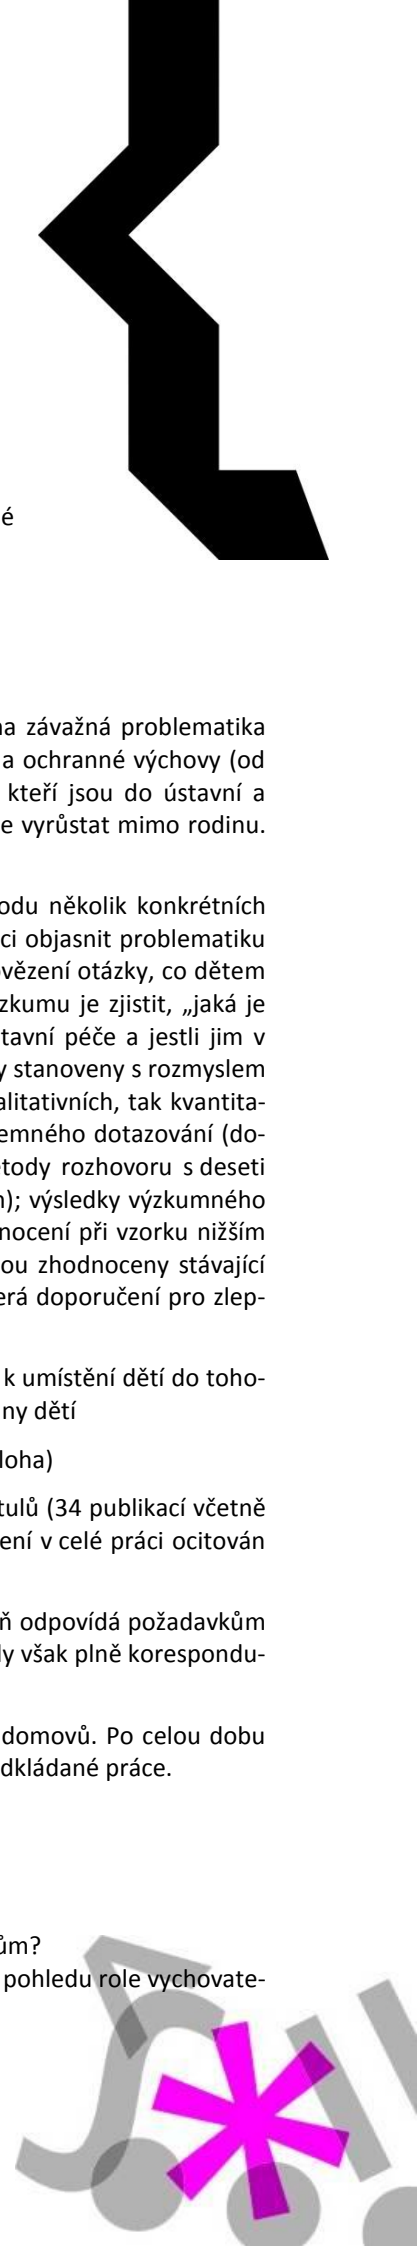 é
na závažná problematika
a ochranné výchovy (od
kteří jsou do ústavní a
e vyrůstat mimo rodinu.
odu několik konkrétních
ci objasnit problematiku
ovězení otázky, co dětem
zkumu je zjistit, „jaká je
tavní péče a jestli jim v
y stanoveny s rozmyslem
alitativních, tak kvantita-
emného dotazování (do-
etody rozhovoru s deseti
n); výsledky výzkumného
nocení při vzorku nižším
ou zhodnoceny stávající
erá doporučení pro zlep-
k umístění dětí do toho-
ny dětí
loha)
tulů (34 publikací včetně
ení v celé práci ocitován
ň odpovídá požadavkům
ly však plně korespondu-
domovů. Po celou dobu
dkládané práce.
ům?
pohledu role vychovate-